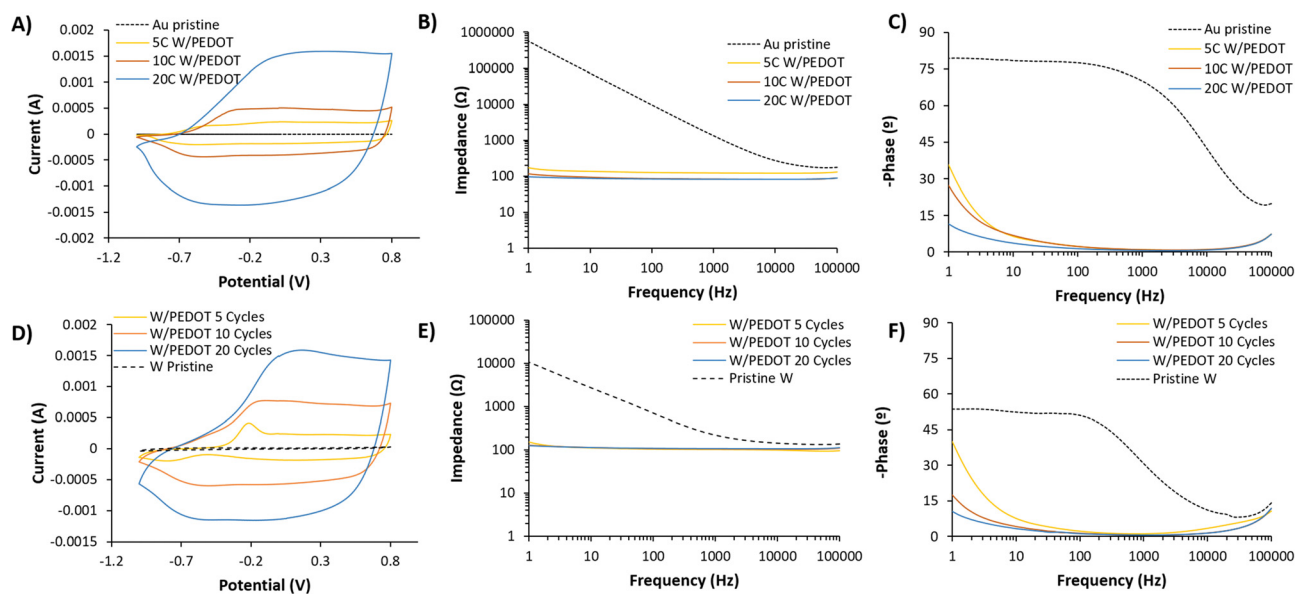 A)
0.002
0.0015
0.001
0.0005
0
-0.0005
-0.001
-0.0015
-0.002
-1.2
-0.7
-0.2
0.3
0.8
Current (A)
Potential (V)
Au pristine
5C W/PEDOT
10C W/PEDOT
20C W/PEDOT
B)
1000000
100000
10000
1000
100
10
1
1
10
100
1000
10000
100000
Impedance (Ω)
Frequency (Hz)
Au pristine
5C W/PEDOT
10C W/PEDOT
20C W/PEDOT
C)
90
75
60
45
30
15
0
1
10
100
1000
10000
100000
-Phase (º)
Frequency (Hz)
Au pristine
5C W/PEDOT
10C W/PEDOT
20C W/PEDOT
D)
0.002
0.0015
0.001
0.0005
0
-0.0005
-0.001
-0.0015
-1.2
-0.7
-0.2
0.3
0.8
Current (A)
Potential (V)
W/PEDOT 5 Cycles
W/PEDOT 10 Cycles
W/PEDOT 20 Cycles
W Pristine
E)
100000
10000
1000
100
10
1
1
10
100
1000
10000
100000
Impedance (Ω)
Frequency (Hz)
W/PEDOT 5 Cycles
W/PEDOT 10 Cycles
W/PEDOT 20 Cycles
Pristine W
F)
90
75
60
45
30
15
0
1
10
100
1000
10000
100000
-Phase (º)
Frequency (Hz)
W/PEDOT 5 Cycles
W/PEDOT 10 Cycles
W/PEDOT 20 Cycles
Pristine W